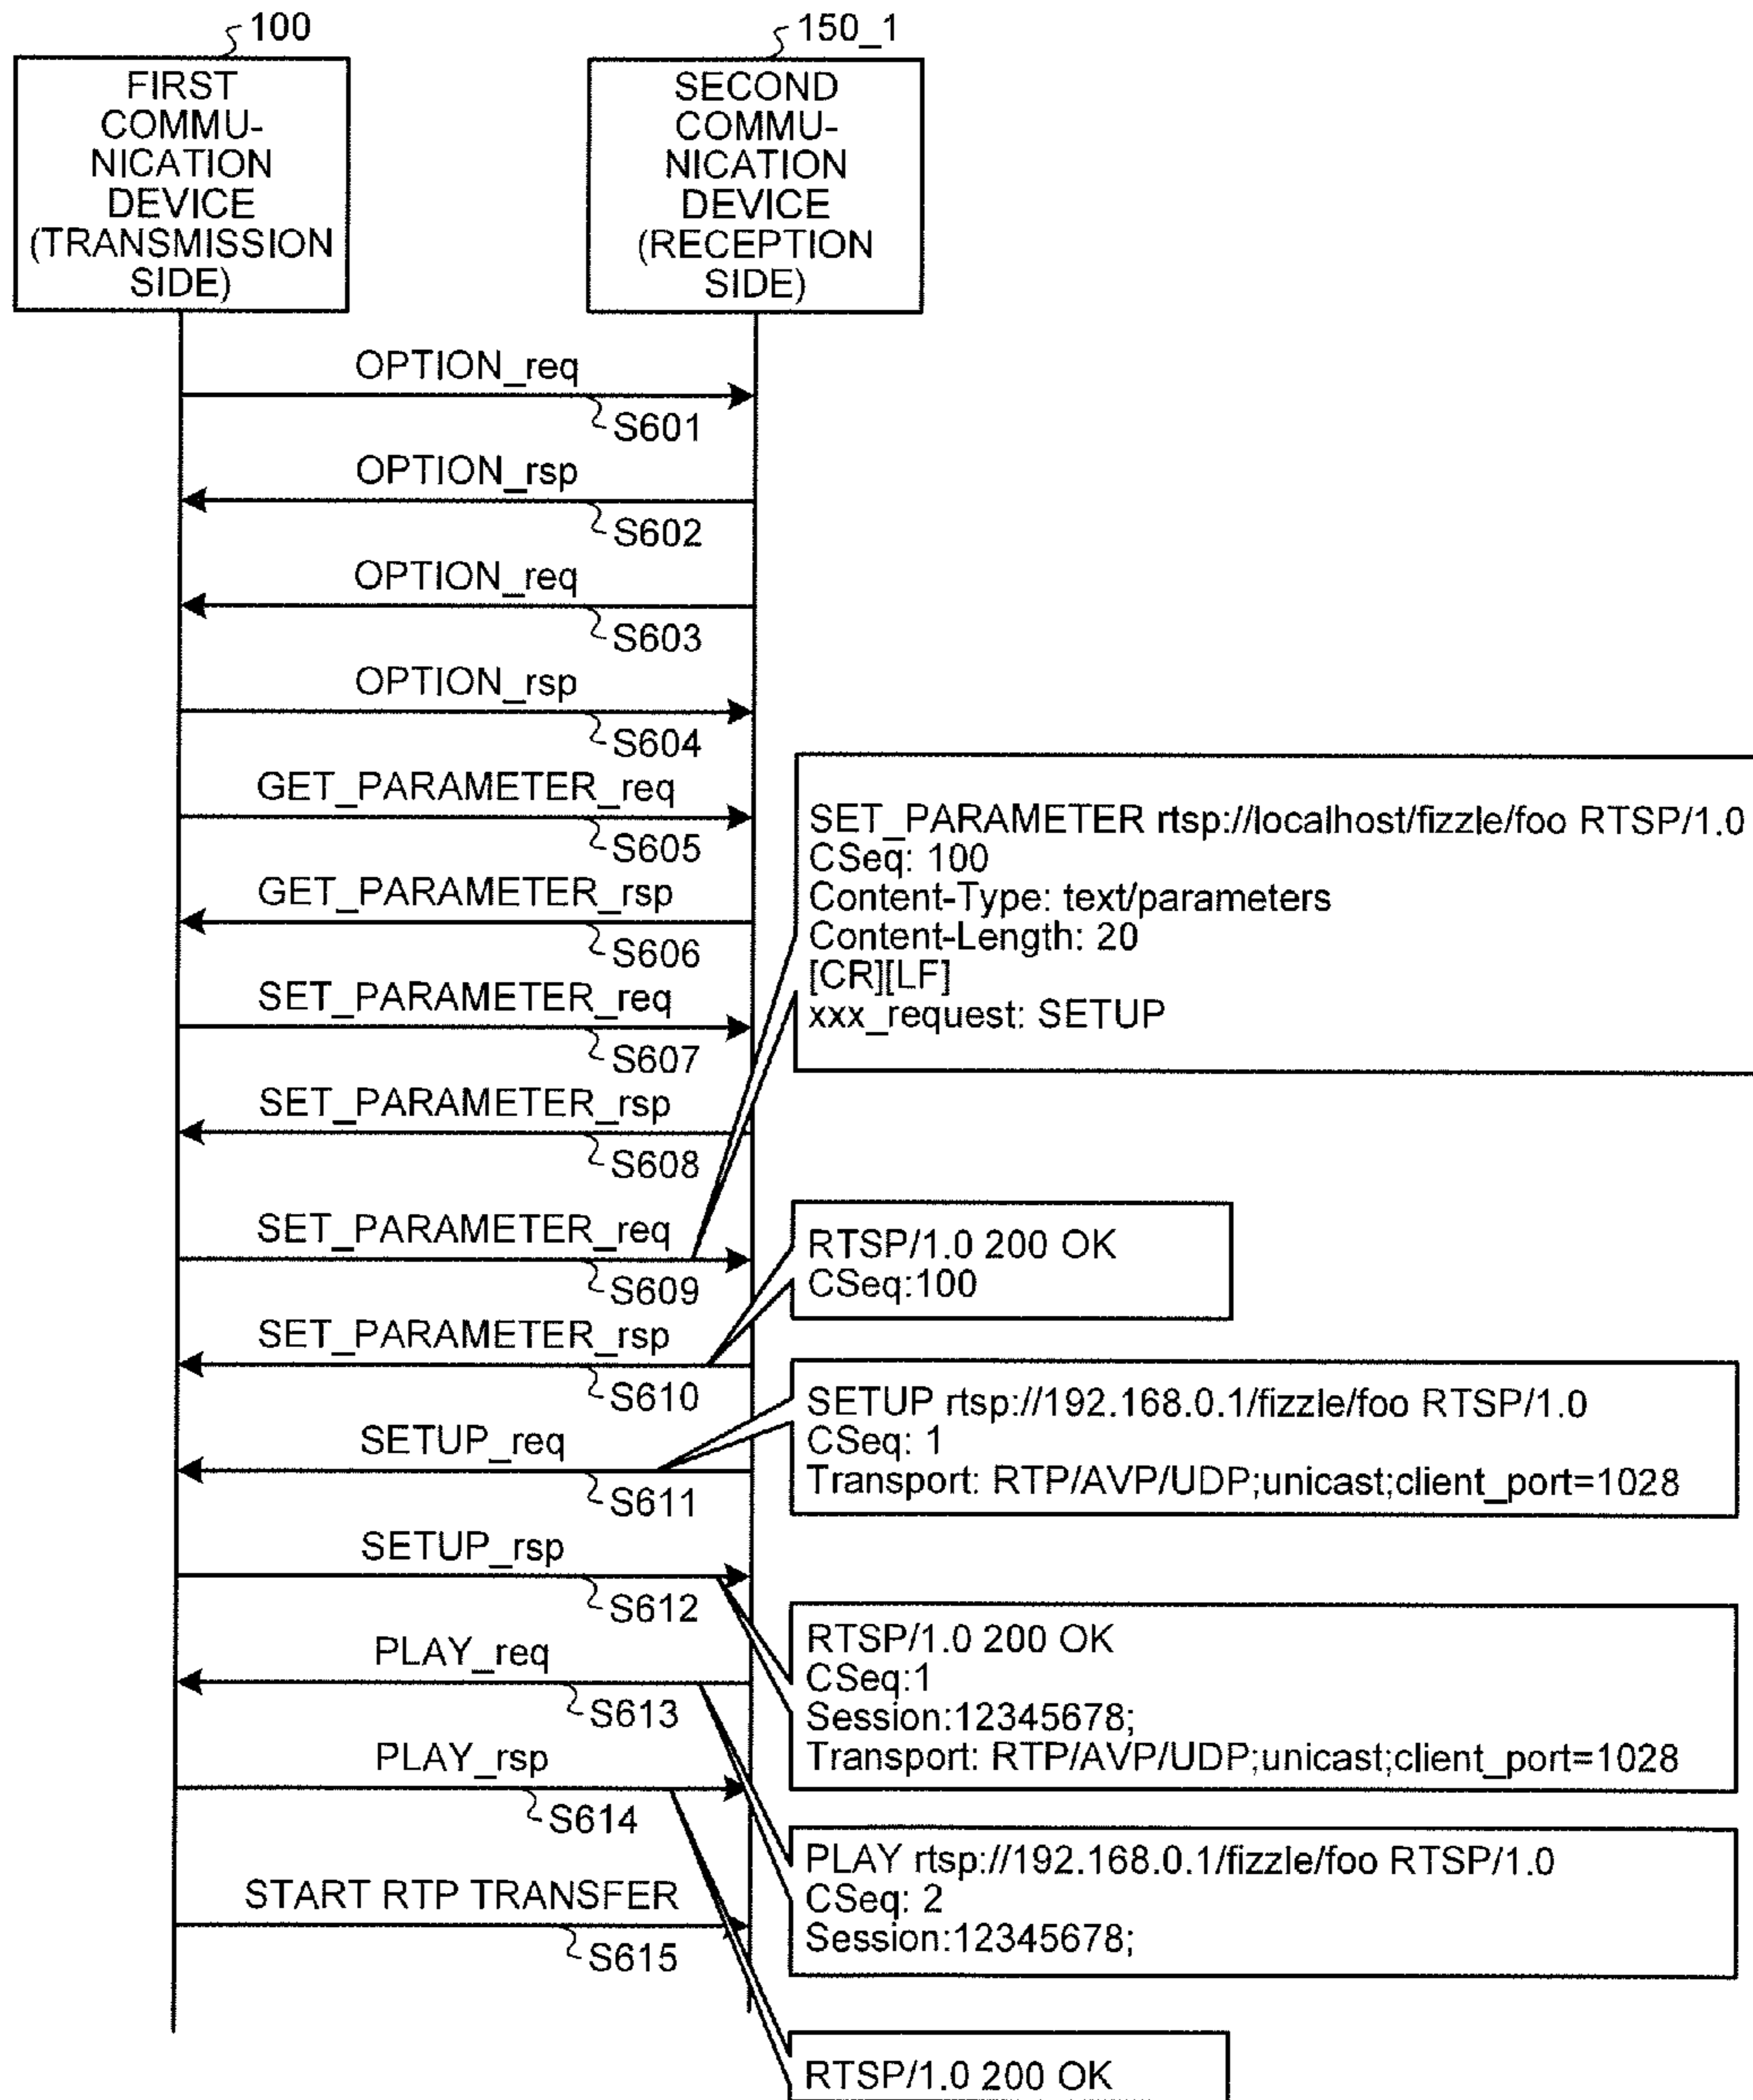 100
150_1
FIRST
COMMU-
NICATION
DEVICE
(TRANSMISSION
SIDE)
SECOND
COMMU-
NICATION
DEVICE
(RECEPTION
SIDE)
OPTION_req
S601
OPTION_rsp
S602
OPTION_req
S603
OPTION_rsp
S604
GET_PARAMETER_req
S605
GET_PARAMETER_rsp
S606
SET_PARAMETER_req
S607
SET_PARAMETER_rsp
S608
SET_PARAMETER rtsp://localhost/fizzle/foo RTSP/1.0
CSeq: 100
Content-Type: text/parameters
Content-Length: 20
[CR][LF]
xxx_request: SETUP
SET_PARAMETER_req
S609
RTSP/1.0 200 OK
CSeq:100
SET_PARAMETER_rsp
S610
SETUP_req
S611
SETUP rtsp://192.168.0.1/fizzle/foo RTSP/1.0
CSeq: 1
Transport: RTP/AVP/UDP;unicast;client_port=1028
SETUP_rsp
S612
RTSP/1.0 200 OK
CSeq:1
Session:12345678;
Transport: RTP/AVP/UDP;unicast;client_port=1028
PLAY_req
S613
PLAY_rsp
S614
PLAY rtsp://192.168.0.1/fizzle/foo RTSP/1.0
CSeq: 2
Session:12345678;
START RTP TRANSFER
S615
RTSP/1.0 200 OK